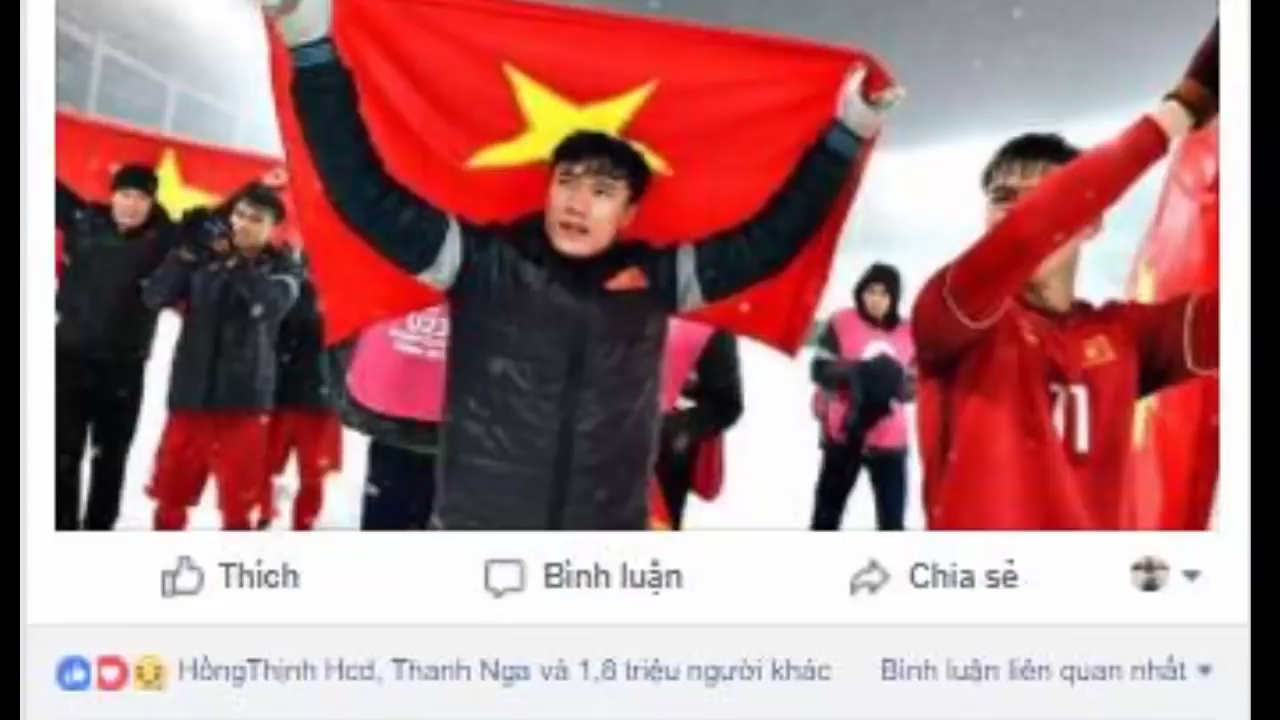 11
Thích Bình luận Chia sẻ
HồngThịnh Hcd, Thanh Nga và 1,8 triệu người khác Bình luận liên quan nhất